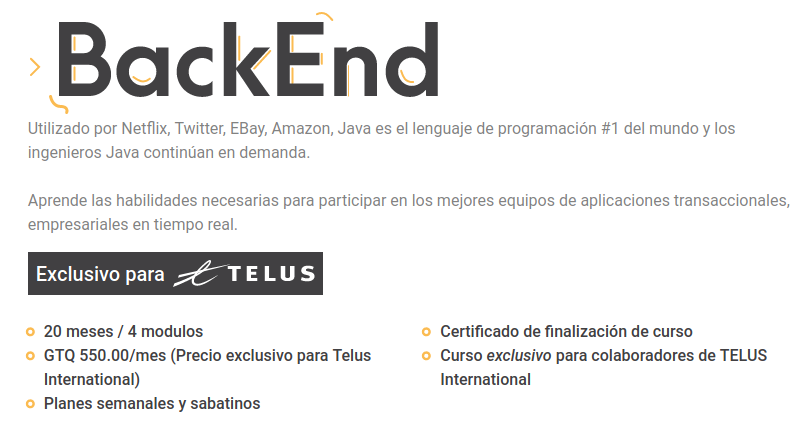 BackEnd
Utilizado por Netflix, Twitter, EBay, Amazon, Java es el lenguaje de programación #1 del mundo y los
ingenieros Java continúan en demanda.
Aprende las habilidades necesarias para participar en los mejores equipos de aplicaciones transaccionales,
empresariales en tiempo real.
Exclusivo para TELUS
20 meses / 4 modulos
GTQ 550.00/mes (Precio exclusivo para Telus
International)
Planes semanales y sabatinos
Certificado de finalización de curso
Curso exclusivo para colaboradores de TELUS
International